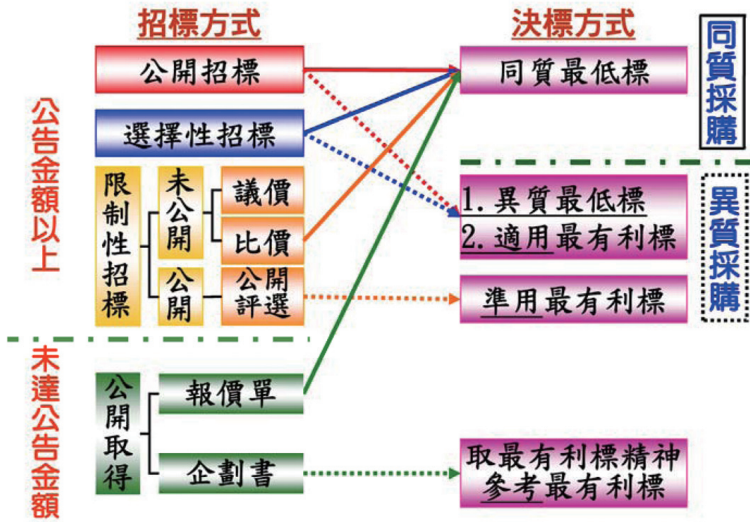 招標方式
決標方式
公告金額以上
公開招標
同質最低標
同質採購
選擇性招標
限制性招標
未公開
議價
比價
公開
公開
評選
1. 異質最低標
2. 適用最有利標
準用最有利標
異質採購
未達公告金額
公開取得
報價單
企劃書
取最有利標精神
參考最有利標